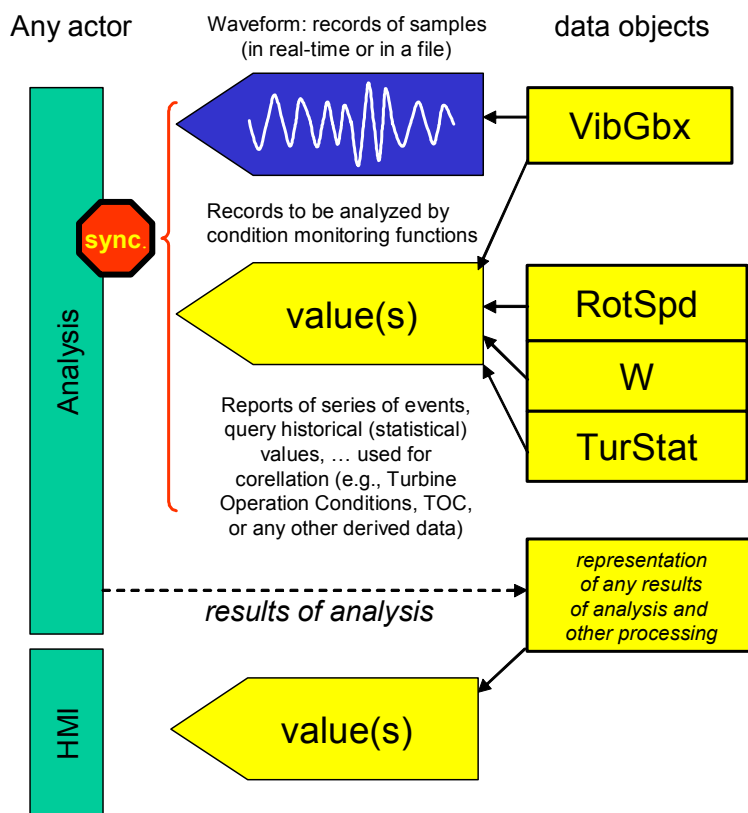 Any actor
Waveform: records of samples
(in real-time or in a file)
data objects
VibGbx
sync.
Records to be analyzed by
condition monitoring functions
Analysis
value(s)
RotSpd
W
TurStat
Reports of series of events,
query historical (statistical)
values, … used for
corellation (e.g., Turbine
Operation Conditions, TOC,
or any other derived data)
representation
of any results
of analysis and
other processing
results of analysis
HMI
value(s)